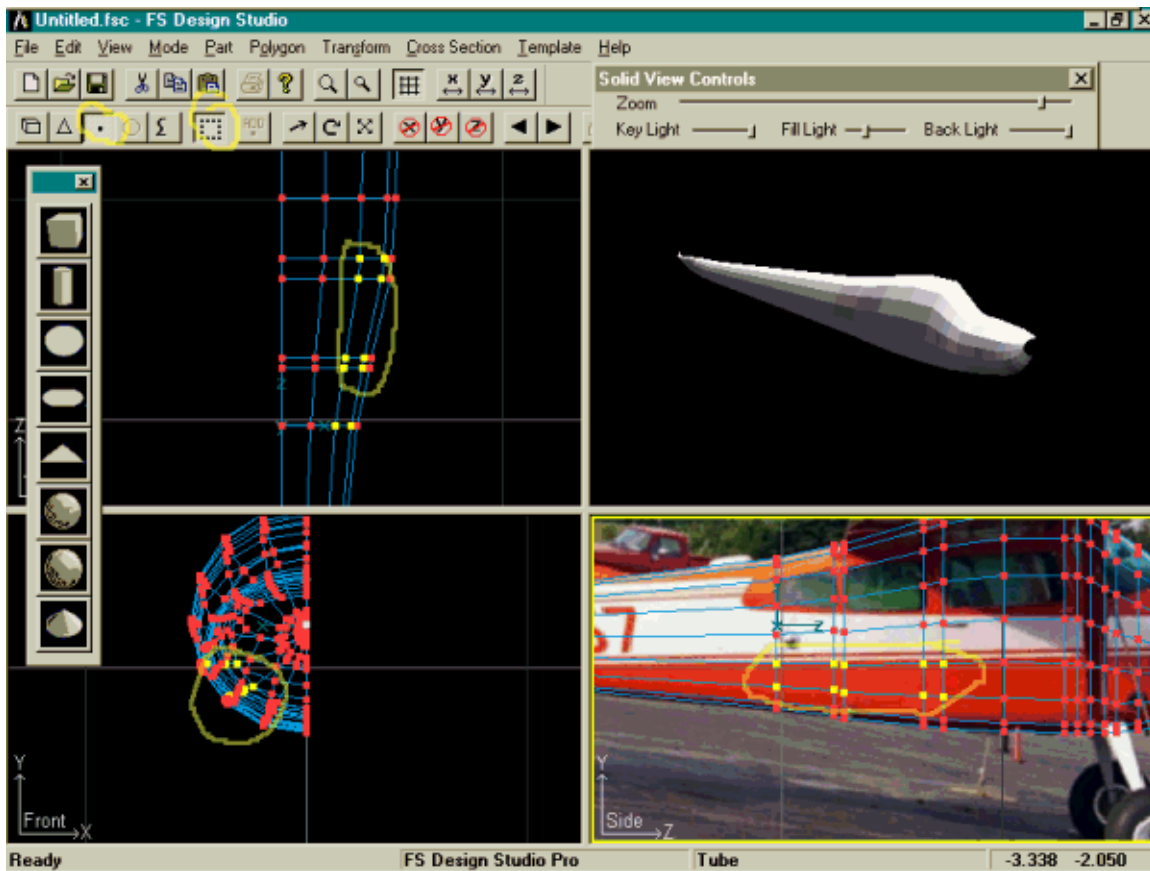 Untitled.fsc - FS Design Studio
File Edit View Mode Part Polygon Transform Cross Section Template Help
x y z
Solid View Controls
Zoom
Key Light Fill Light Back Light
ADD
x y z
Z
Z
X
57
X Z
Y
Front X
Y
Side Z
Ready FS Design Studio Pro Tube -3.338 -2.050